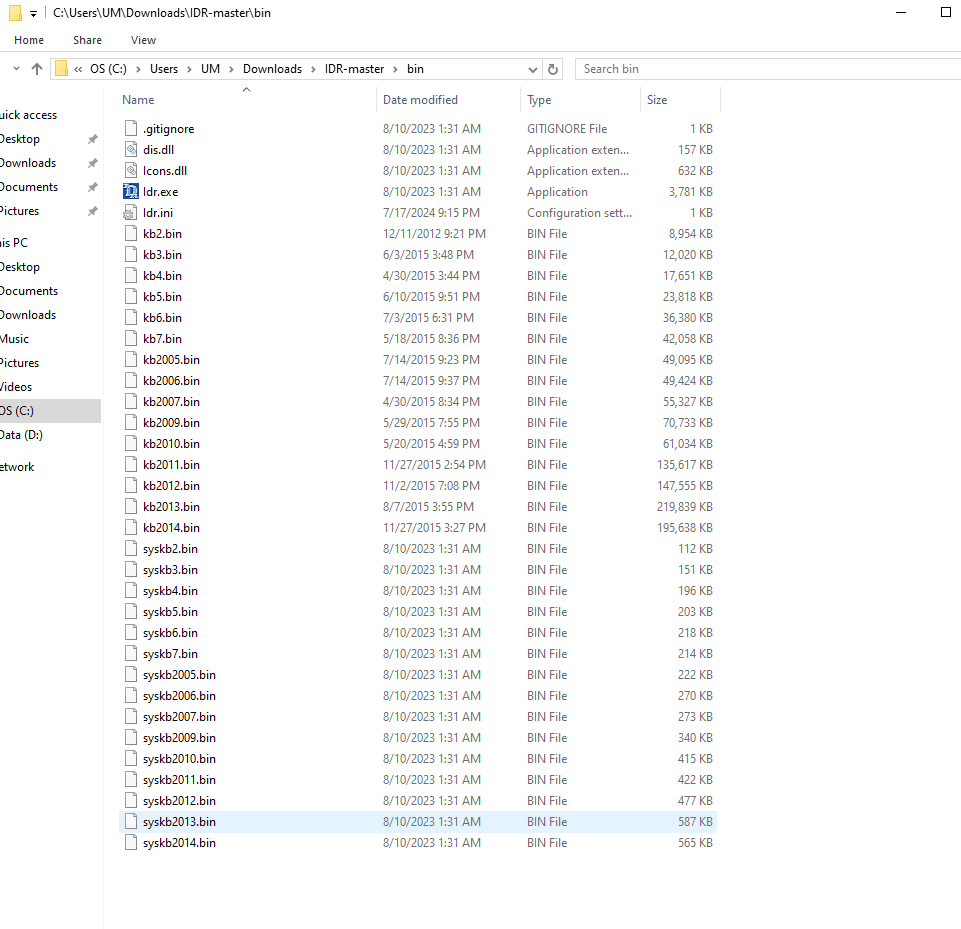 C:\Users\UM\Downloads\IDR-master\bin
Home Share View
« OS (C:) › Users › UM › Downloads › IDR-master › bin Search bin
uick access
Desktop
Downloads
Documents
Pictures
is PC
Desktop
Documents
Downloads
Music
Pictures
Videos
OS (C:)
Data (D:)
etwork
Name Date modified Type Size
.gitignore 8/10/2023 1:31 AM GITIGNORE File 1 KB
dis.dll 8/10/2023 1:31 AM Application exten... 157 KB
Icons.dll 8/10/2023 1:31 AM Application exten... 632 KB
Idr.exe 8/10/2023 1:31 AM Application 3,781 KB
Idr.ini 7/17/2024 9:15 PM Configuration sett... 1 KB
kb2.bin 12/11/2012 9:21 PM BIN File 8,954 KB
kb3.bin 6/3/2015 3:48 PM BIN File 12,020 KB
kb4.bin 4/30/2015 3:44 PM BIN File 17,651 KB
kb5.bin 6/10/2015 9:51 PM BIN File 23,818 KB
kb6.bin 7/3/2015 6:31 PM BIN File 36,380 KB
kb7.bin 5/18/2015 8:36 PM BIN File 42,058 KB
kb2005.bin 7/14/2015 9:23 PM BIN File 49,095 KB
kb2006.bin 7/14/2015 9:37 PM BIN File 49,424 KB
kb2007.bin 4/30/2015 8:34 PM BIN File 55,327 KB
kb2009.bin 5/29/2015 7:55 PM BIN File 70,733 KB
kb2010.bin 5/20/2015 4:59 PM BIN File 61,034 KB
kb2011.bin 11/27/2015 2:54 PM BIN File 135,617 KB
kb2012.bin 11/2/2015 7:08 PM BIN File 147,555 KB
kb2013.bin 8/7/2015 3:55 PM BIN File 219,839 KB
kb2014.bin 11/27/2015 3:27 PM BIN File 195,638 KB
syskb2.bin 8/10/2023 1:31 AM BIN File 112 KB
syskb3.bin 8/10/2023 1:31 AM BIN File 151 KB
syskb4.bin 8/10/2023 1:31 AM BIN File 196 KB
syskb5.bin 8/10/2023 1:31 AM BIN File 203 KB
syskb6.bin 8/10/2023 1:31 AM BIN File 218 KB
syskb7.bin 8/10/2023 1:31 AM BIN File 214 KB
syskb2005.bin 8/10/2023 1:31 AM BIN File 222 KB
syskb2006.bin 8/10/2023 1:31 AM BIN File 270 KB
syskb2007.bin 8/10/2023 1:31 AM BIN File 273 KB
syskb2009.bin 8/10/2023 1:31 AM BIN File 340 KB
syskb2010.bin 8/10/2023 1:31 AM BIN File 415 KB
syskb2011.bin 8/10/2023 1:31 AM BIN File 422 KB
syskb2012.bin 8/10/2023 1:31 AM BIN File 477 KB
syskb2013.bin 8/10/2023 1:31 AM BIN File 587 KB
syskb2014.bin 8/10/2023 1:31 AM BIN File 565 KB